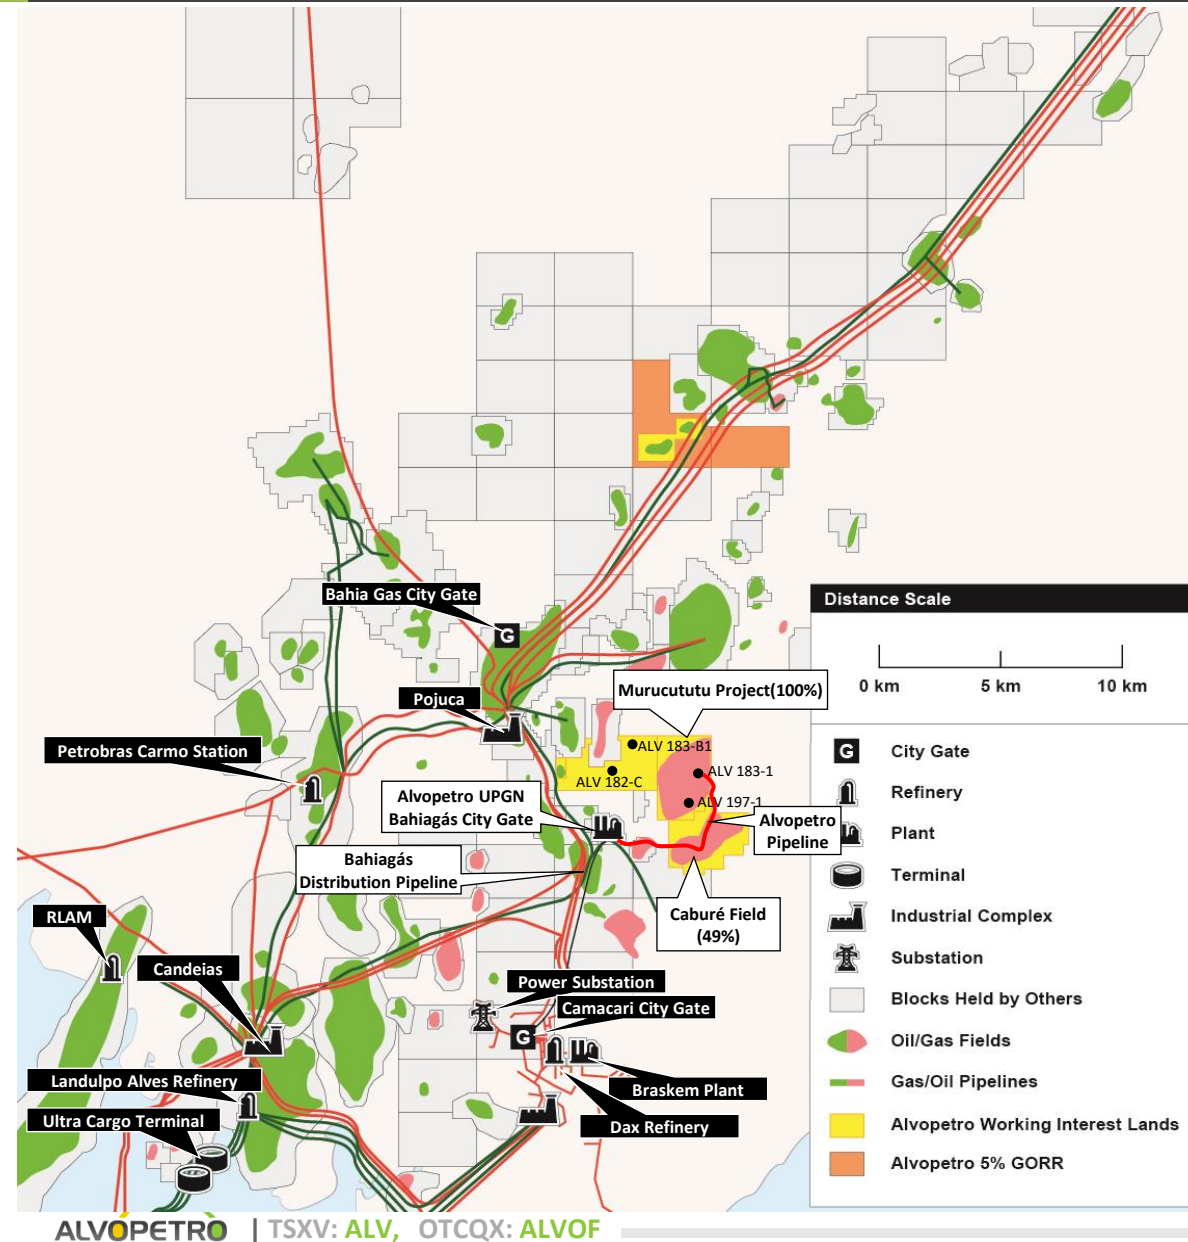 Bahia Gas City Gate
G
Pojuca
Murucututu Project(100%)
ALV 183-B1
ALV 182-C
ALV 183-1
ALV 197-1
Petrobras Carmo Station
Alvopetro UPGN
Bahiagás City Gate
Alvopetro
Pipeline
Bahiagás
Distribution Pipeline
Caburé Field
(49%)
RLAM
Candeias
Power Substation
Camacari City Gate
G
Landulpo Alves Refinery
Braskem Plant
Ultra Cargo Terminal
Dax Refinery
Distance Scale
0 km
5 km
10 km
G
City Gate
Refinery
Plant
Terminal
Industrial Complex
Substation
Blocks Held by Others
Oil/Gas Fields
Gas/Oil Pipelines
Alvopetro Working Interest Lands
Alvopetro 5% GORR
ALVOPETRO | TSXV: ALV, OTCQX: ALVOF